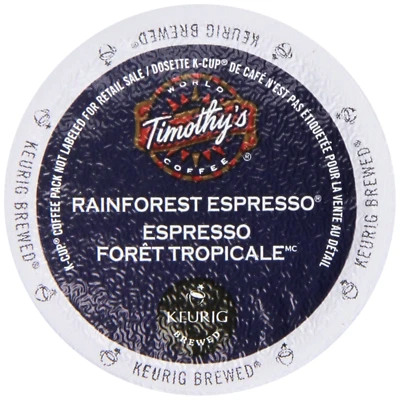 KEURIG BREWED®
KEURIG BREWED®
KEURIG BREWED®
KEURIG BREWED®
K-CUP® COFFEE PACK NOT LABELED FOR RETAIL SALE / DOSETTE K-CUP® DE CAFÉ N'EST PAS ÉTIQUETÉE POUR LA VENTE AU DÉTAIL
WORLD
Timothy's
COFFEE®
RAINFOREST ESPRESSO®
ESPRESSO
FORÊT TROPICALE MC
KEURIG
BREWED